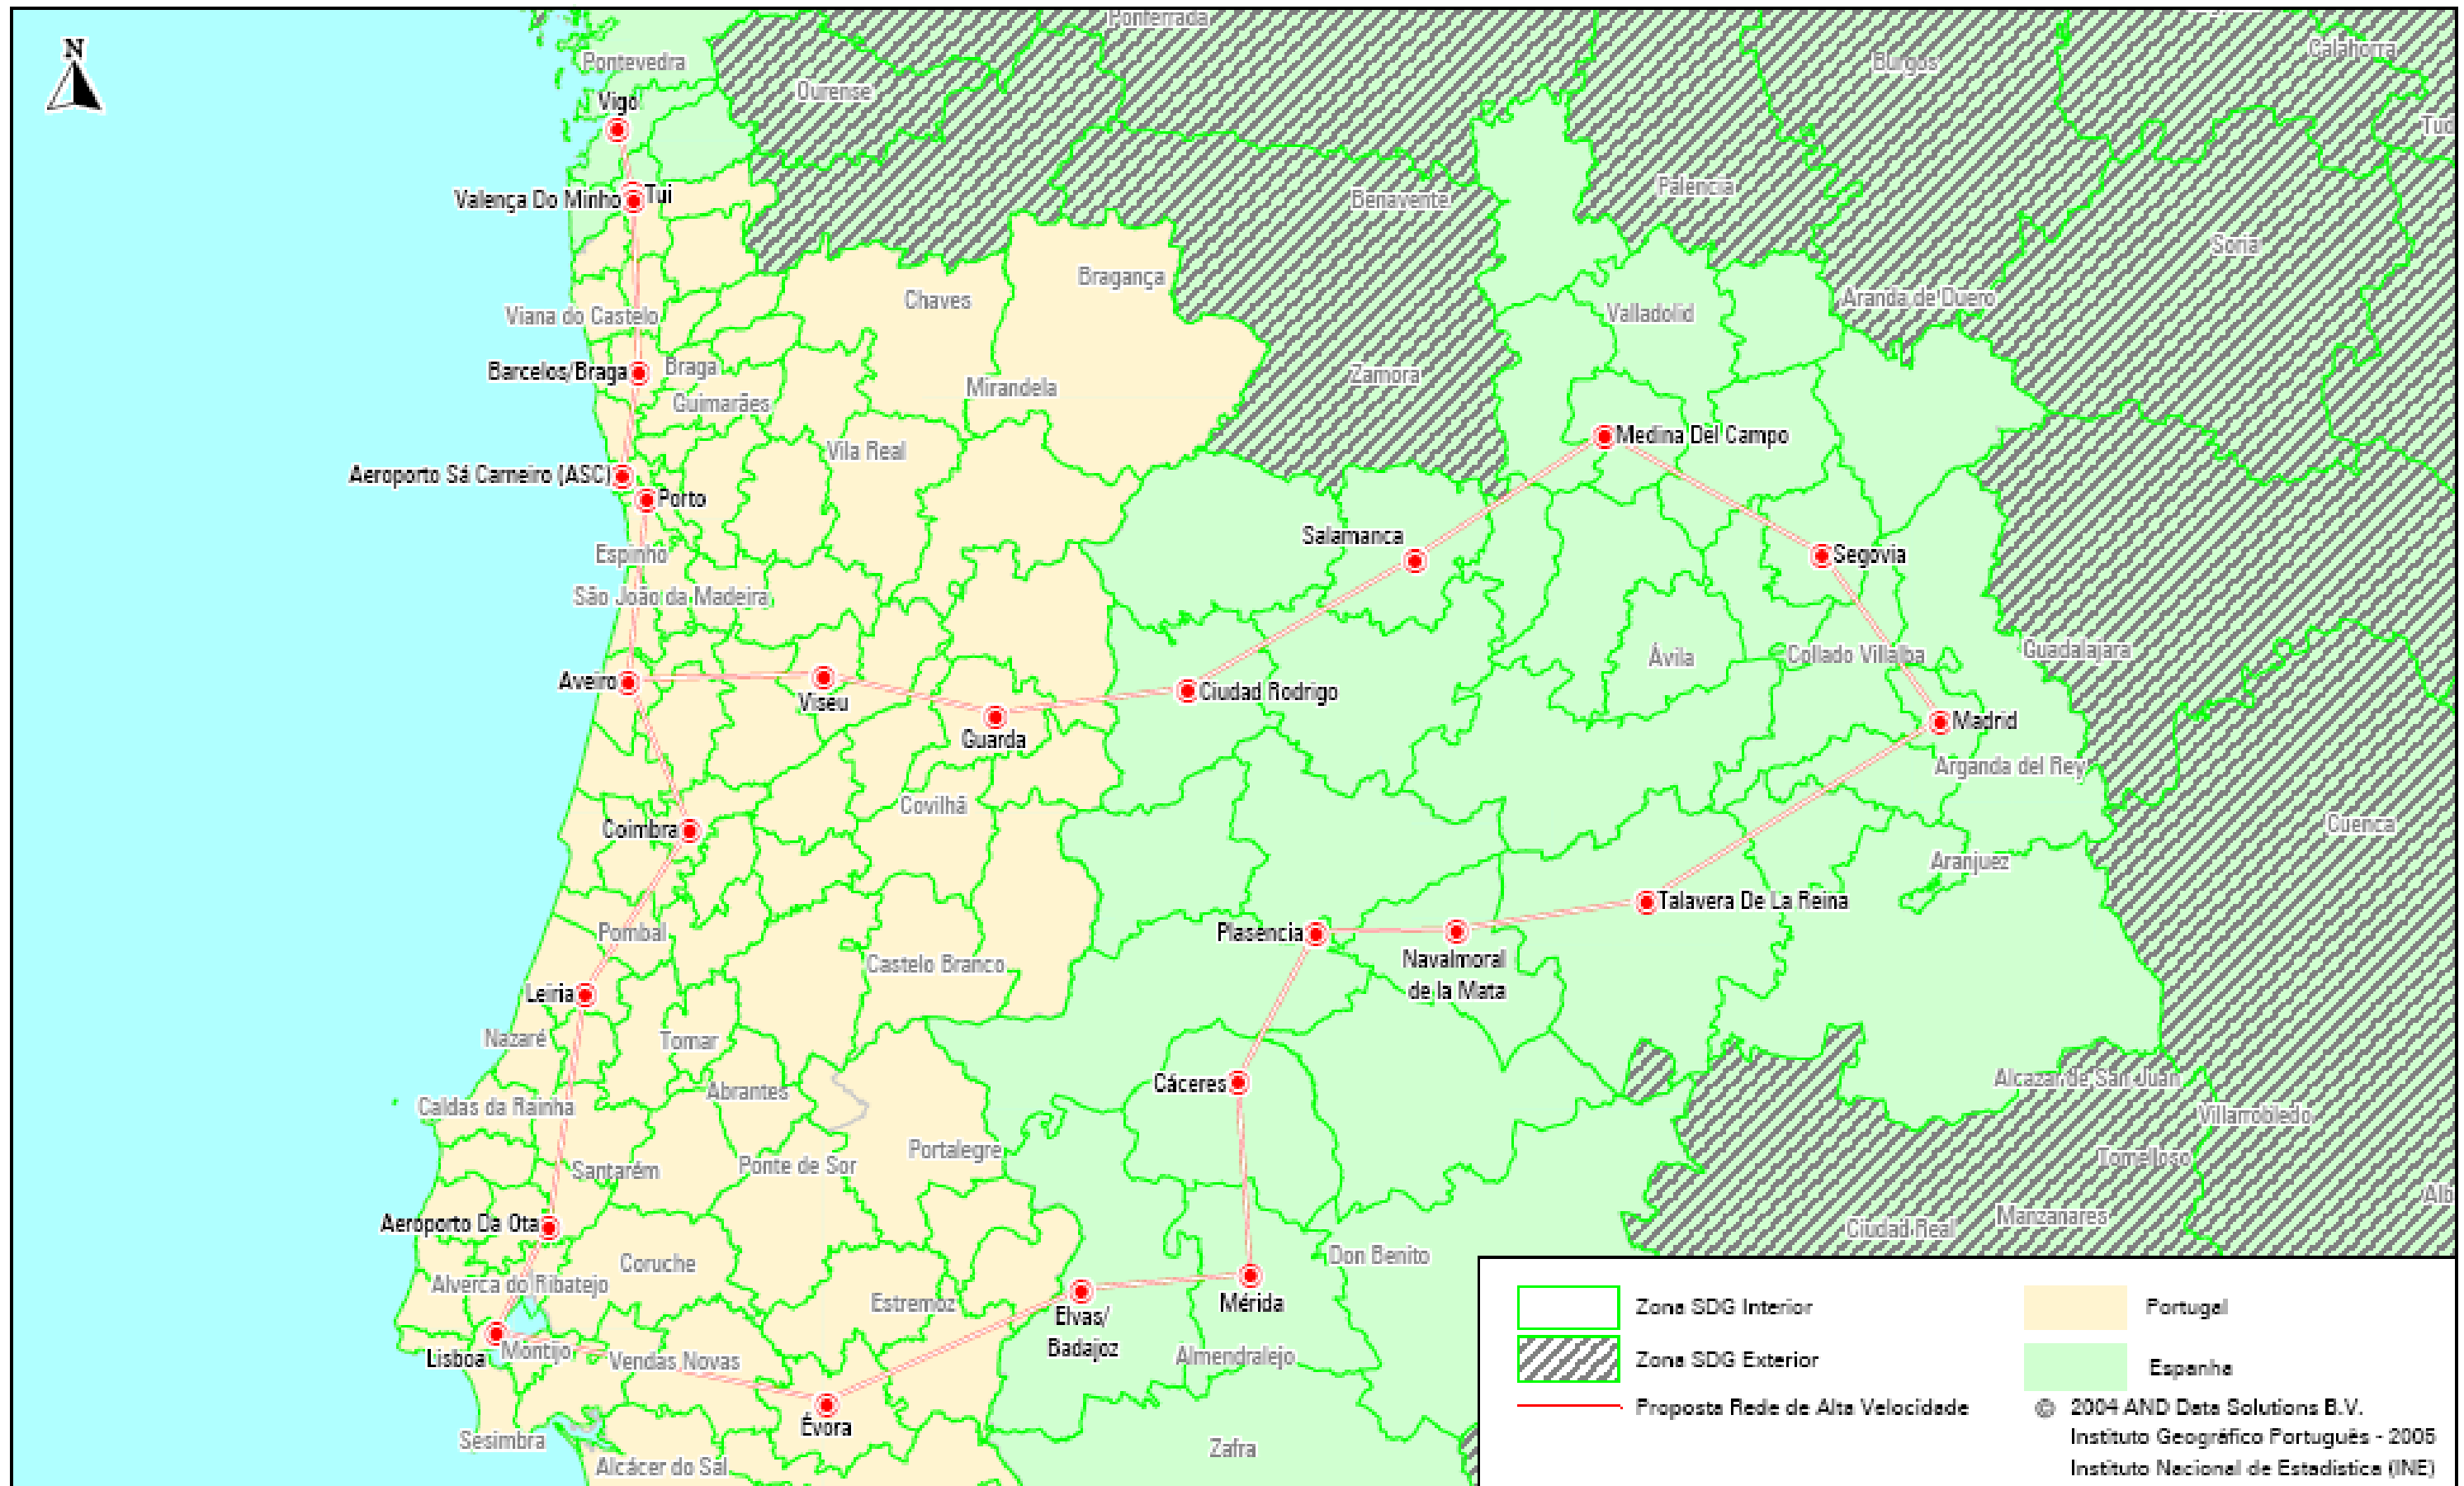 Ponferrada
N
Calahorra
Pontevedra
Burgos
Ourense
Vigo
Tud
Palencia
Valença Do Minho
Tui
Benavente
Soria
Bragança
Chaves
Aranda de Duero
Viana do Castelo
Valladolid
Barcelos/Braga
Braga
Zamora
Mirandela
Guimarães
Medina Del Campo
Vila Real
Aeroporto Sá Carneiro (ASC)
Porto
Salamanca
Espinho
Segovia
São João da Madeira
Ávila
Collado Villalba
Guadalajara
Aveiro
Ciudad Rodrigo
Viseu
Madrid
Guarda
Arganda del Rey
Covilhã
Cuenca
Coimbra
Aranjuez
Talavera De La Reina
Pombal
Plasencia
Navalmoral
de la Mata
Castelo Branco
Leiria
Nazaré
Tomar
Alcazar de San Juan
Cáceres
Abrantes
Caldas da Rainha
Villarrobledo
Portalegre
Tomelloso
Ponte de Sor
Santarém
Alb
Manzanares
Aeroporto Da Ota
Ciudad Real
Don Benito
Coruche
Alverca do Ribatejo
Estremoz
Mérida
Elvas/
Badajoz
Lisboa
Montijo
Vendas Novas
Almendralejo
Évora
Sesimbra
Zafra
Alcácer do Sal
Zona SDG Interior
Portugal
Zona SDG Exterior
Espanha
Proposta Rede de Alta Velocidade
© 2004 AND Data Solutions B.V.
Instituto Geográfico Português - 2005
Instituto Nacional de Estadistica (INE)